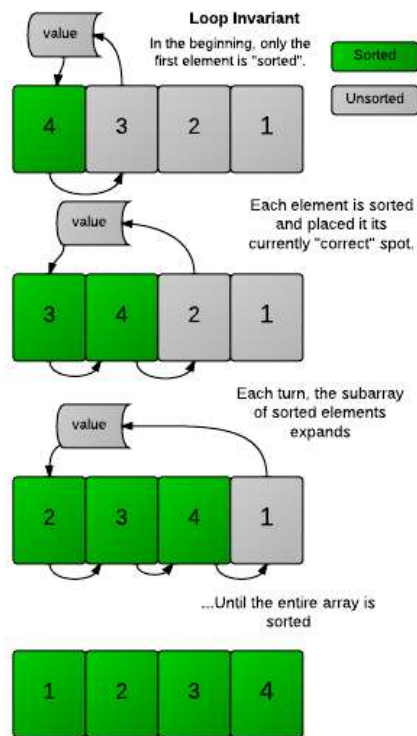 Loop Invariant
value
In the beginning, only the
first element is "sorted".
Sorted
Unsorted
4 3 2 1
Each element is sorted
and placed it its
currently "correct" spot.
value
3 4 2 1
Each turn, the subarray
of sorted elements
expands
value
2 3 4 1
...Until the entire array is
sorted
1 2 3 4